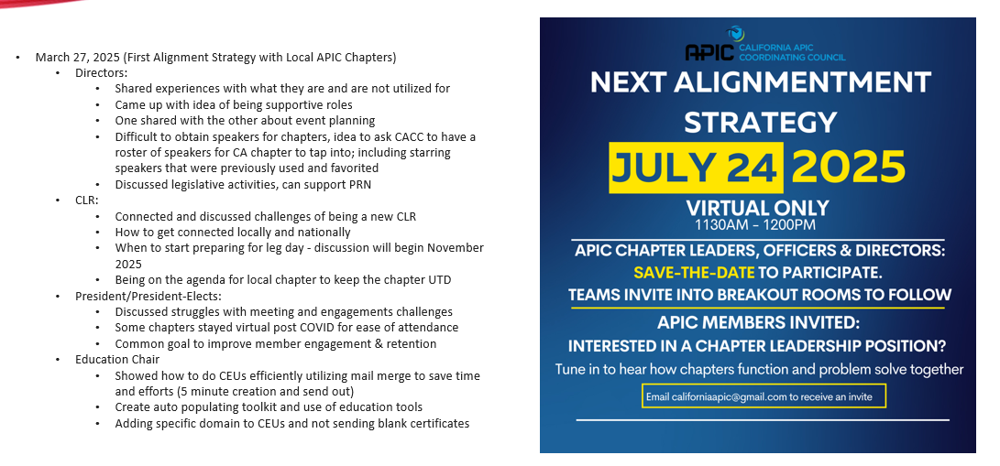 • March 27, 2025 (First Alignment Strategy with Local APIC Chapters)
• Directors:
• Shared experiences with what they are and are not utilized for
• Came up with idea of being supportive roles
• One shared with the other about event planning
• Difficult to obtain speakers for chapters, idea to ask CACC to have a
roster of speakers for CA chapter to tap into; including starring
speakers that were previously used and favorited
• Discussed legislative activities, can support PRN
• CLR:
• Connected and discussed challenges of being a new CLR
• How to get connected locally and nationally
• When to start preparing for leg day - discussion will begin November
2025
• Being on the agenda for local chapter to keep the chapter UTD
• President/President-Elects:
• Discussed struggles with meeting and engagements challenges
• Some chapters stayed virtual post COVID for ease of attendance
• Common goal to improve member engagement & retention
• Education Chair
• Showed how to do CEUs efficiently utilizing mail merge to save time
and efforts (5 minute creation and send out)
• Create auto populating toolkit and use of education tools
• Adding specific domain to CEUs and not sending blank certificates
APIC CALIFORNIA APIC
COORDINATING COUNCIL
NEXT ALIGNMENTMENT
STRATEGY
JULY 24 2025
VIRTUAL ONLY
1130AM – 1200PM
APIC CHAPTER LEADERS, OFFICERS & DIRECTORS:
SAVE-THE-DATE TO PARTICIPATE.
TEAMS INVITE INTO BREAKOUT ROOMS TO FOLLOW
APIC MEMBERS INVITED:
INTERESTED IN A CHAPTER LEADERSHIP POSITION?
Tune in to hear how chapters function and problem solve together
Email californiaapic@gmail.com to receive an invite